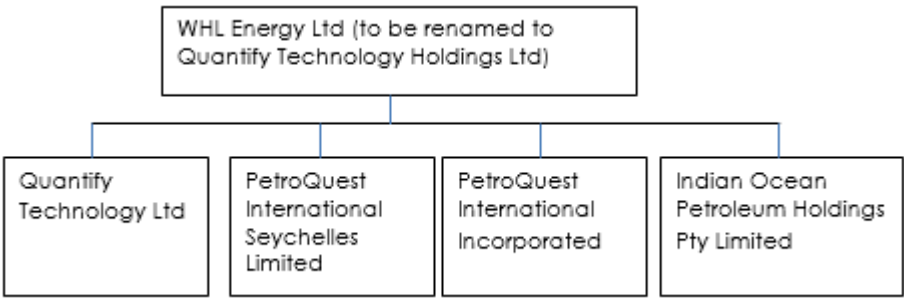 WHL Energy Ltd (to be renamed to
Quantify Technology Holdings Ltd)
Quantify
Technology Ltd
PetroQuest
International
Seychelles
Limited
PetroQuest
International
Incorporated
Indian Ocean
Petroleum Holdings
Pty Limited